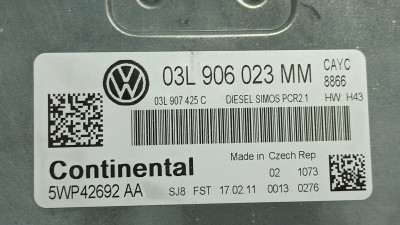 03L 906 023 MM CAYC
8866
03L 907 425 C DIESEL SIMOS PCR2.1 HW H43
Made in Czech Rep
Continental 02 1073
5WP42692 AA SJ8 FST 17 02 11 0013 0276